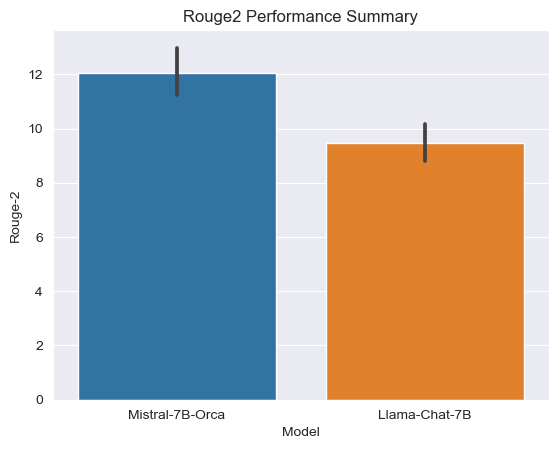 Rouge2 Performance Summary
12
10
8
6
4
2
0
Rouge-2
Mistral-7B-Orca
Llama-Chat-7B
Model